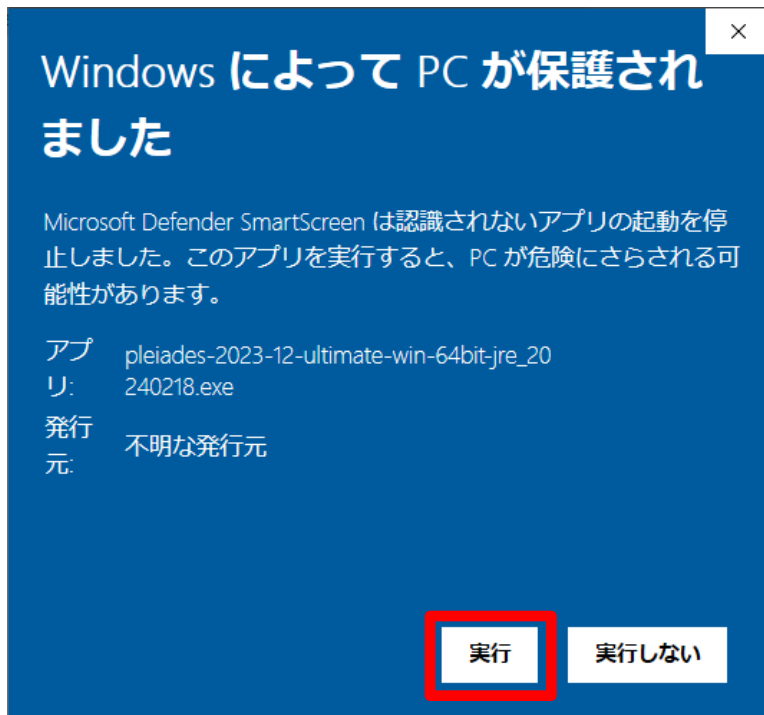 Windows によって PC が保護され
ました
Microsoft Defender SmartScreen は認識されないアプリの起動を停
止しました。このアプリを実行すると、PC が危険にさらされる可
能性があります。
アプ
リ:
pleiades-2023-12-ultimate-win-64bit-jre_20
240218.exe
発行
元:
不明な発行元
実行
実行しない